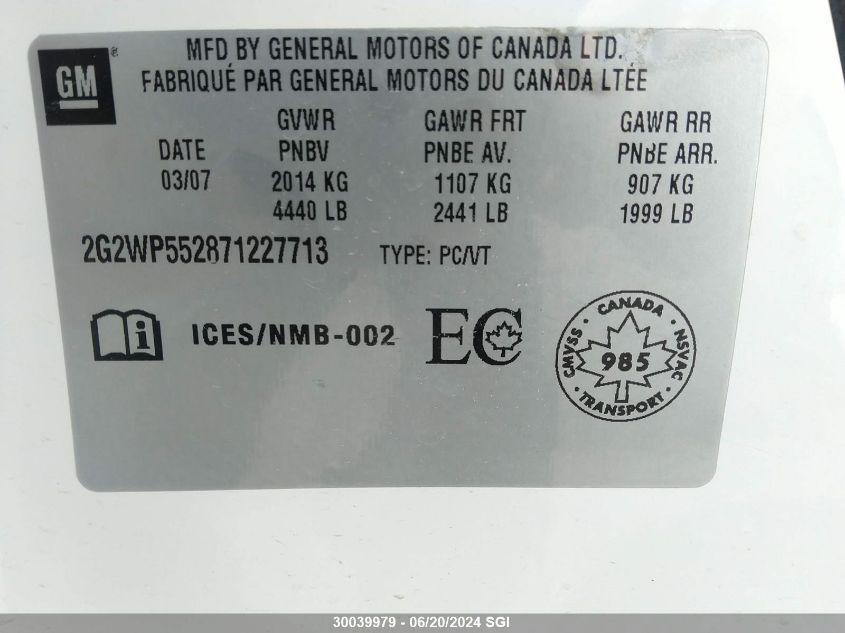 GM
MFD BY GENERAL MOTORS OF CANADA LTD.
FABRIQUÉ PAR GENERAL MOTORS DU CANADA LTÉE
GVWR GAWR FRT GAWR RR
DATE PNBV PNBE AV. PNBE ARR.
03/07 2014 KG 1107 KG 907 KG
4440 LB 2441 LB 1999 LB
2G2WP552871227713 TYPE: PC/VT
i ICES/NMB-002 EC
CANADA
CMVSS 985 NSVAC
TRANSPORT
30039979 - 06/20/2024 SGI